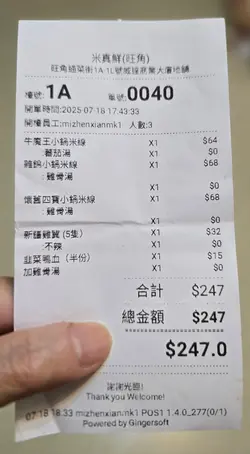 米真鮮(旺角)
旺角通菜街1A-1L號威達商業大廈地舖
檯號:1A 單號:0040
開單時間:2025-07-18 17:43:33
開檯員工:mizhenxianmk1 人數:3
牛魔王小鍋米線 X1 $64
:蕃茄湯 X1 $0
雜錦小鍋米線 X1 $68
:雞骨湯
X1 $0
懷舊四寶小鍋米線 X1 $68
:雞骨湯
X1 $0
新疆雞翼 (5隻) X1 $32
:不辣 X1 $0
韭菜鴨血 (半份) X1 $15
加雞骨湯 X1 $0
合計 $247
總金額 $247
$247.0
謝謝光臨!
Thank you Welcome!
07-18 18:33 mizhenxianmk1 POS1 1.4.0_277(0/1)
Powered by Gingersoft